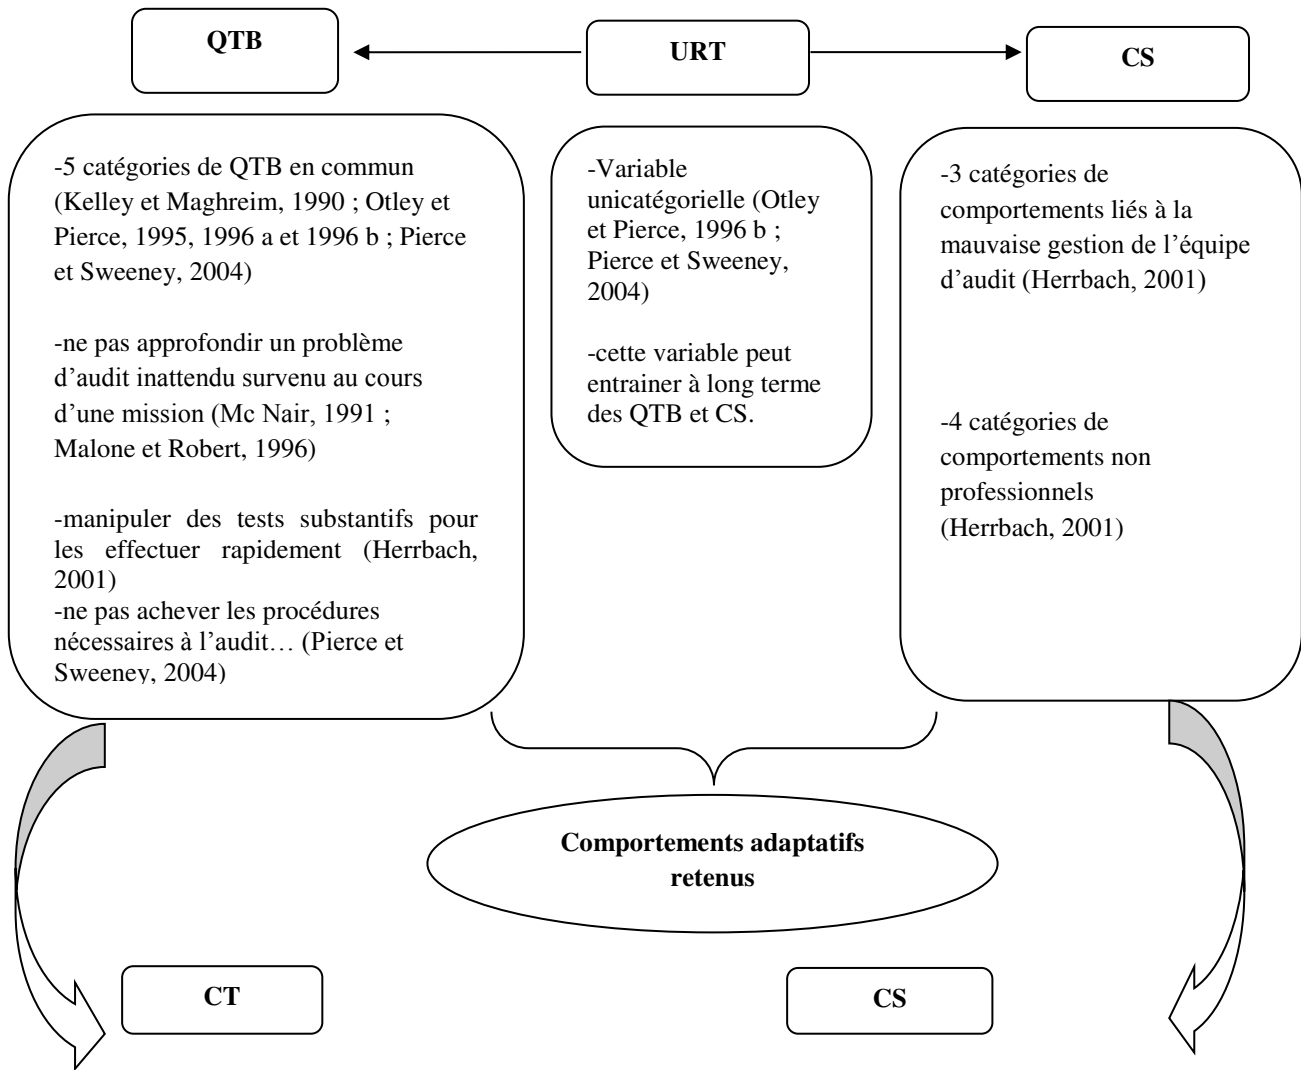 QTB
URT
CS
-5 catégories de QTB en commun
(Kelley et Maghreim, 1990 ; Otley et
Pierce, 1995, 1996 a et 1996 b ; Pierce
et Sweeney, 2004)
-ne pas approfondir un problème
d’audit inattendu survenu au cours
d’une mission (Mc Nair, 1991 ;
Malone et Robert, 1996)
-manipuler des tests substantifs pour
les effectuer rapidement (Herrbach,
2001)
-ne pas achever les procédures
nécessaires à l’audit… (Pierce et
Sweeney, 2004)
-Variable
unicatégorielle (Otley
et Pierce, 1996 b ;
Pierce et Sweeney,
2004)
-cette variable peut
entrainer à long terme
des QTB et CS.
-3 catégories de
comportements liés à la
mauvaise gestion de l’équipe
d’audit (Herrbach, 2001)
-4 catégories de
comportements non
professionnels
(Herrbach, 2001)
Comportements adaptatifs
retenus
CT
CS